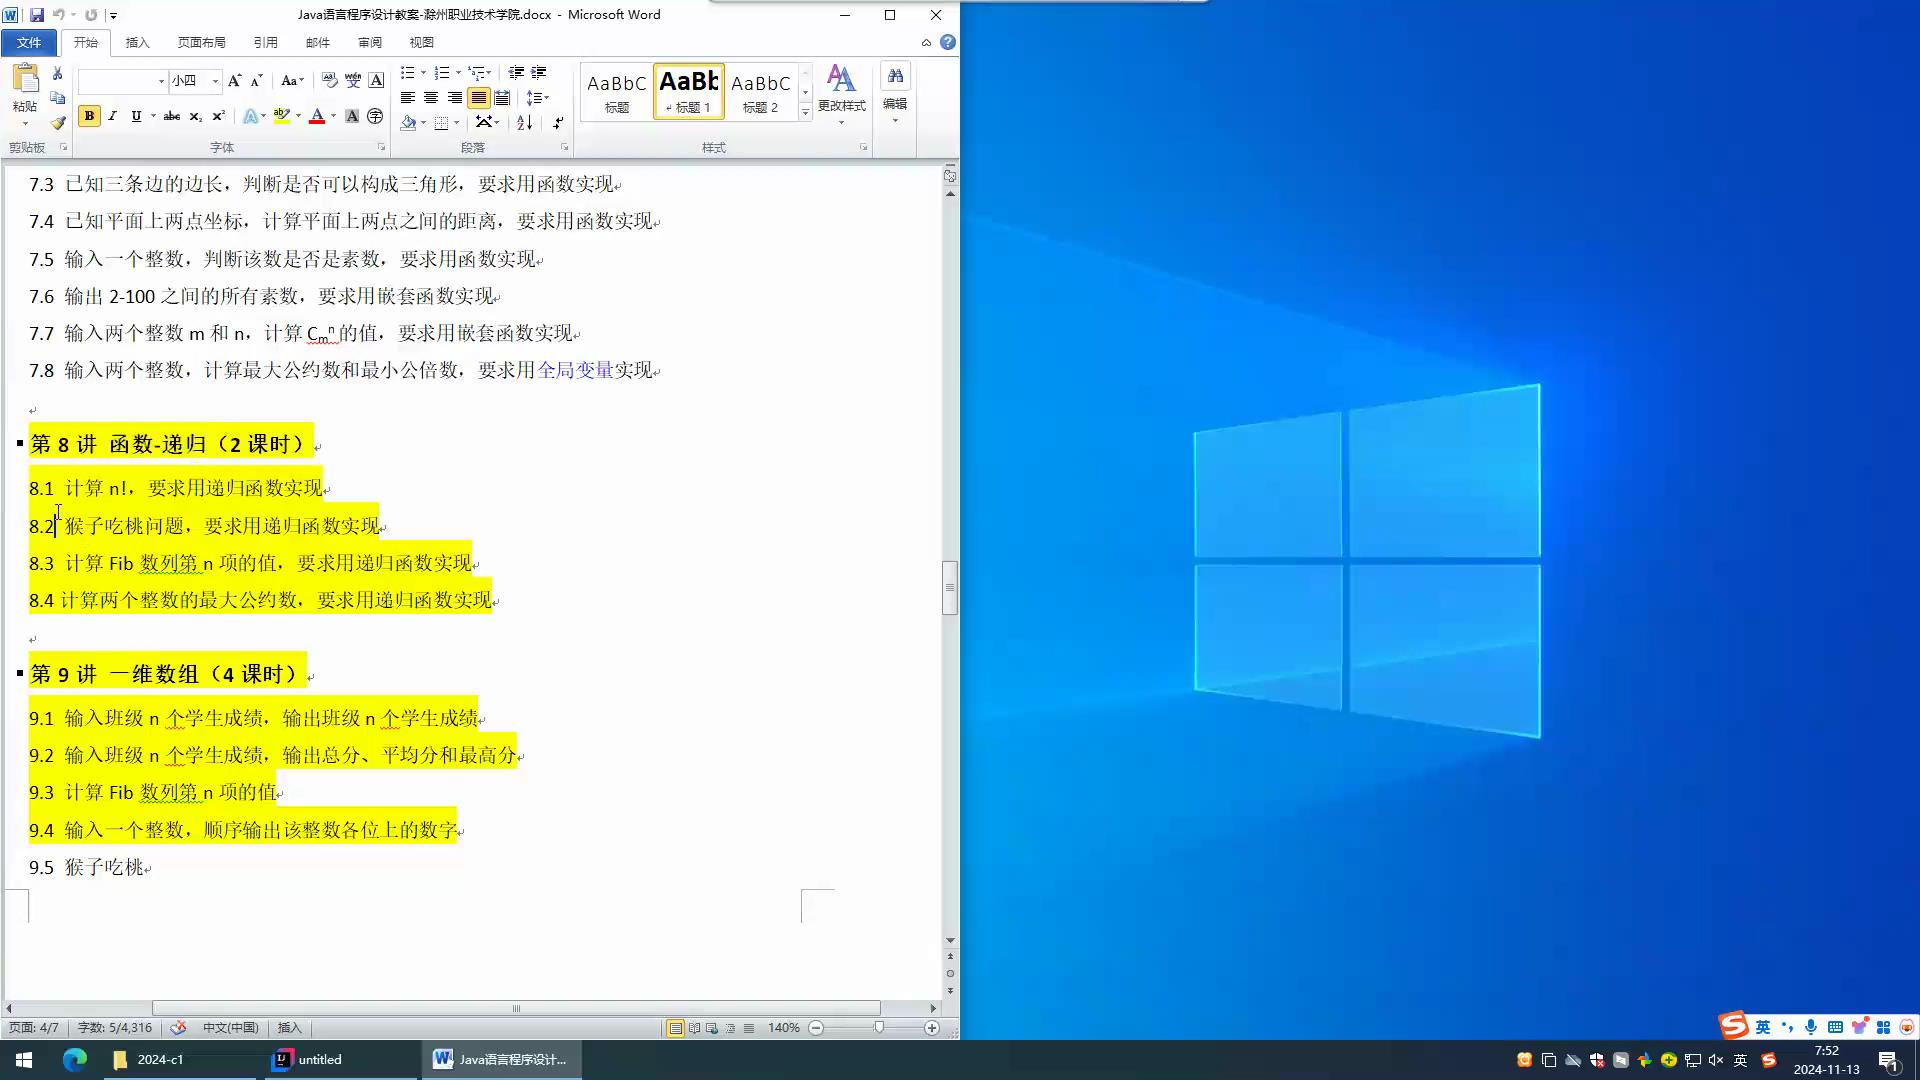 Java语言程序设计教案-滁州职业技术学院.docx - Microsoft Word
文件 开始 插入 页面布局 引用 邮件 审阅 视图
粘贴
小四
AaBbC AaBb AaBbC
标题 标题 1 标题 2
更改样式 编辑
剪贴板 字体 段落 样式
7.3 已知三条边的边长，判断是否可以构成三角形，要求用函数实现
7.4 已知平面上两点坐标，计算平面上两点之间的距离，要求用函数实现
7.5 输入一个整数，判断该数是否是素数，要求用函数实现
7.6 输出 2-100 之间的所有素数，要求用嵌套函数实现
7.7 输入两个整数 m 和 n，计算 Cmn的值，要求用嵌套函数实现
7.8 输入两个整数，计算最大公约数和最小公倍数，要求用全局变量实现
第 8 讲 函数-递归（2 课时）
8.1 计算 n!，要求用递归函数实现
8.2 猴子吃桃问题，要求用递归函数实现
8.3 计算 Fib 数列第 n 项的值，要求用递归函数实现
8.4 计算两个整数的最大公约数，要求用递归函数实现
第 9 讲 一维数组（4 课时）
9.1 输入班级 n 个学生成绩，输出班级 n 个学生成绩
9.2 输入班级 n 个学生成绩，输出总分、平均分和最高分
9.3 计算 Fib 数列第 n 项的值
9.4 输入一个整数，顺序输出该整数各位上的数字
9.5 猴子吃桃
页面: 4/7 字数: 5/4,316 中文(中国) 插入 140%
英
2024-c1 untitled Java语言程序设计...
英
7:52
2024-11-13